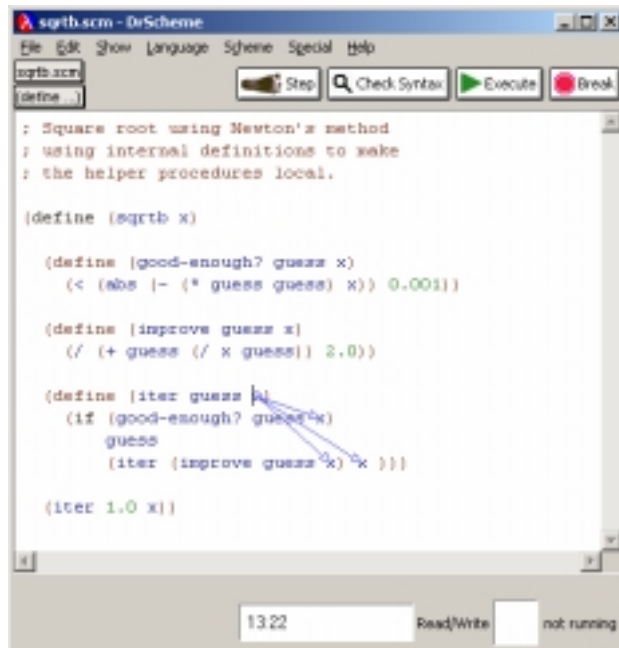 sqrtb.scm - DrScheme
File Edit Show Language Scheme Special Help
sqrtb.scm
(define ...)
Step Check Syntax Execute Break
; Square root using Newton's method
; using internal definitions to make
; the helper procedures local.
(define (sqrtb x)
(define (good-enough? guess x)
(< (abs (- (* guess guess) x)) 0.001))
(define (improve guess x)
(/ (+ guess (/ x guess)) 2.0))
(define (iter guess x)
(if (good-enough? guess x)
guess
(iter (improve guess x) x )))
(iter 1.0 x))
13:22 Read/Write not running